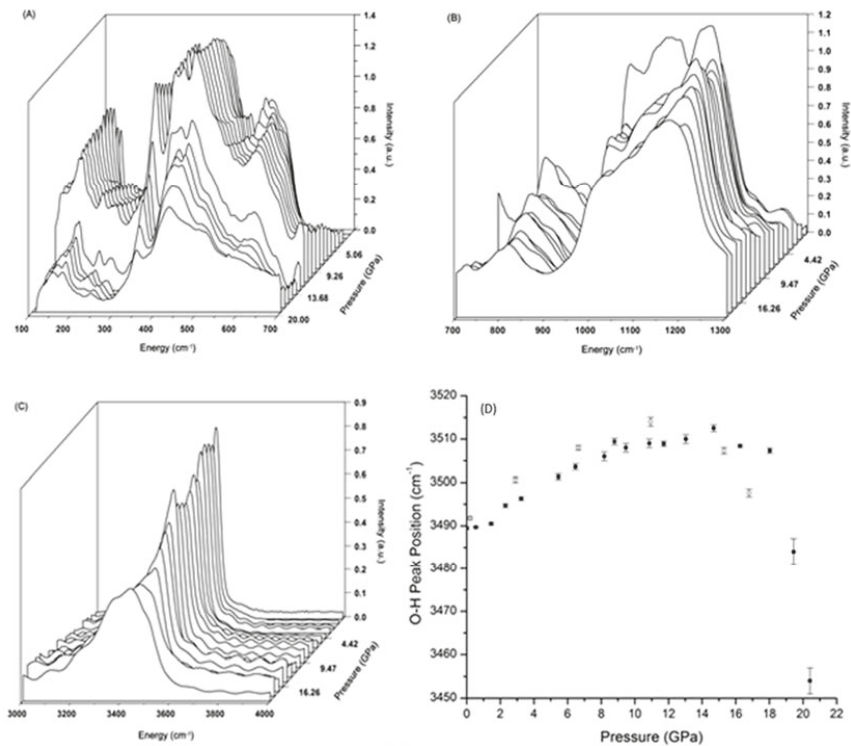 (A)
1.4
1.2
1.0
0.8
0.6
0.4
0.2
0.0
Intensity (a.u.)
5.06
9.26
13.68
20.00
Pressure (GPa)
100 200 300 400 500 600 700
Energy (cm-1)
(B)
1.2
1.1
1.0
0.9
0.8
0.7
0.6
0.5
0.4
0.3
0.2
0.1
0.0
Intensity (a.u.)
4.42
9.47
16.26
Pressure (GPa)
700 800 900 1000 1100 1200 1300
Energy (cm-1)
(C)
0.9
0.8
0.7
0.6
0.5
0.4
0.3
0.2
0.1
0.0
Intensity (a.u.)
4.42
9.47
16.26
Pressure (GPa)
3000 3200 3400 3600 3800 4000
Energy (cm-1)
(D)
3520
3510
3500
3490
3480
3470
3460
3450
O-H Peak Position (cm-1)
0 2 4 6 8 10 12 14 16 18 20 22
Pressure (GPa)